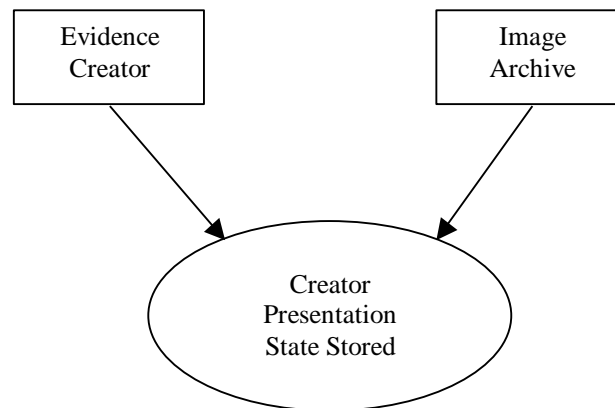 Evidence
Creator
Image
Archive
Creator
Presentation
State Stored